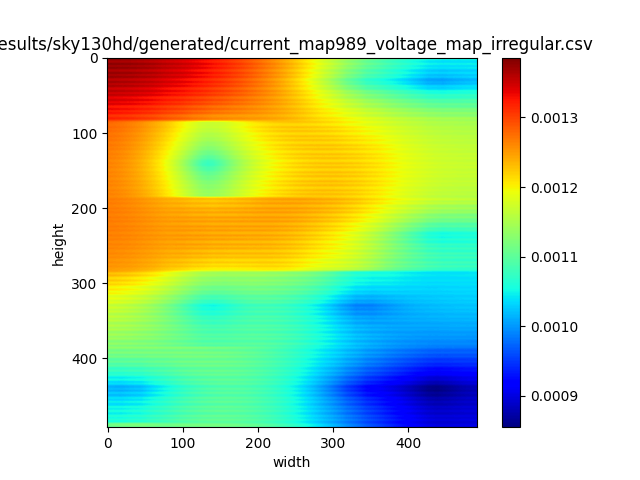 esults/sky130hd/generated/current_map989_voltage_map_irregular.csv
0
100
200
300
400
height
0 100 200 300 400
width
0.0013
0.0012
0.0011
0.0010
0.0009